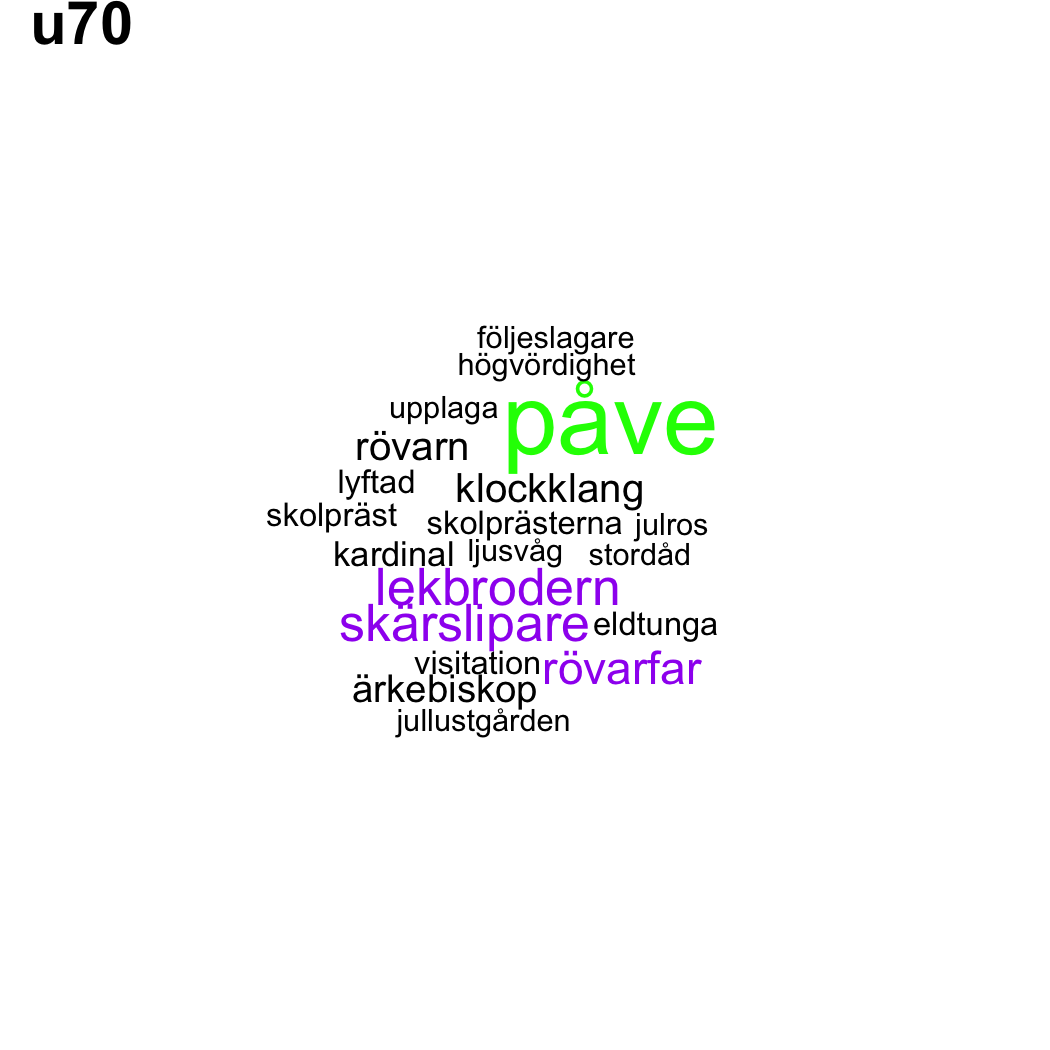 u70
följeslagare
högvördighet
upplaga påve
rövarn
lyftad klockklang
skolpräst skolprästerna julros
kardinal ljusvåg stordåd
lekbrodern
skärslipare eldtunga
visitation rövarfar
ärkebiskop
jullustgården